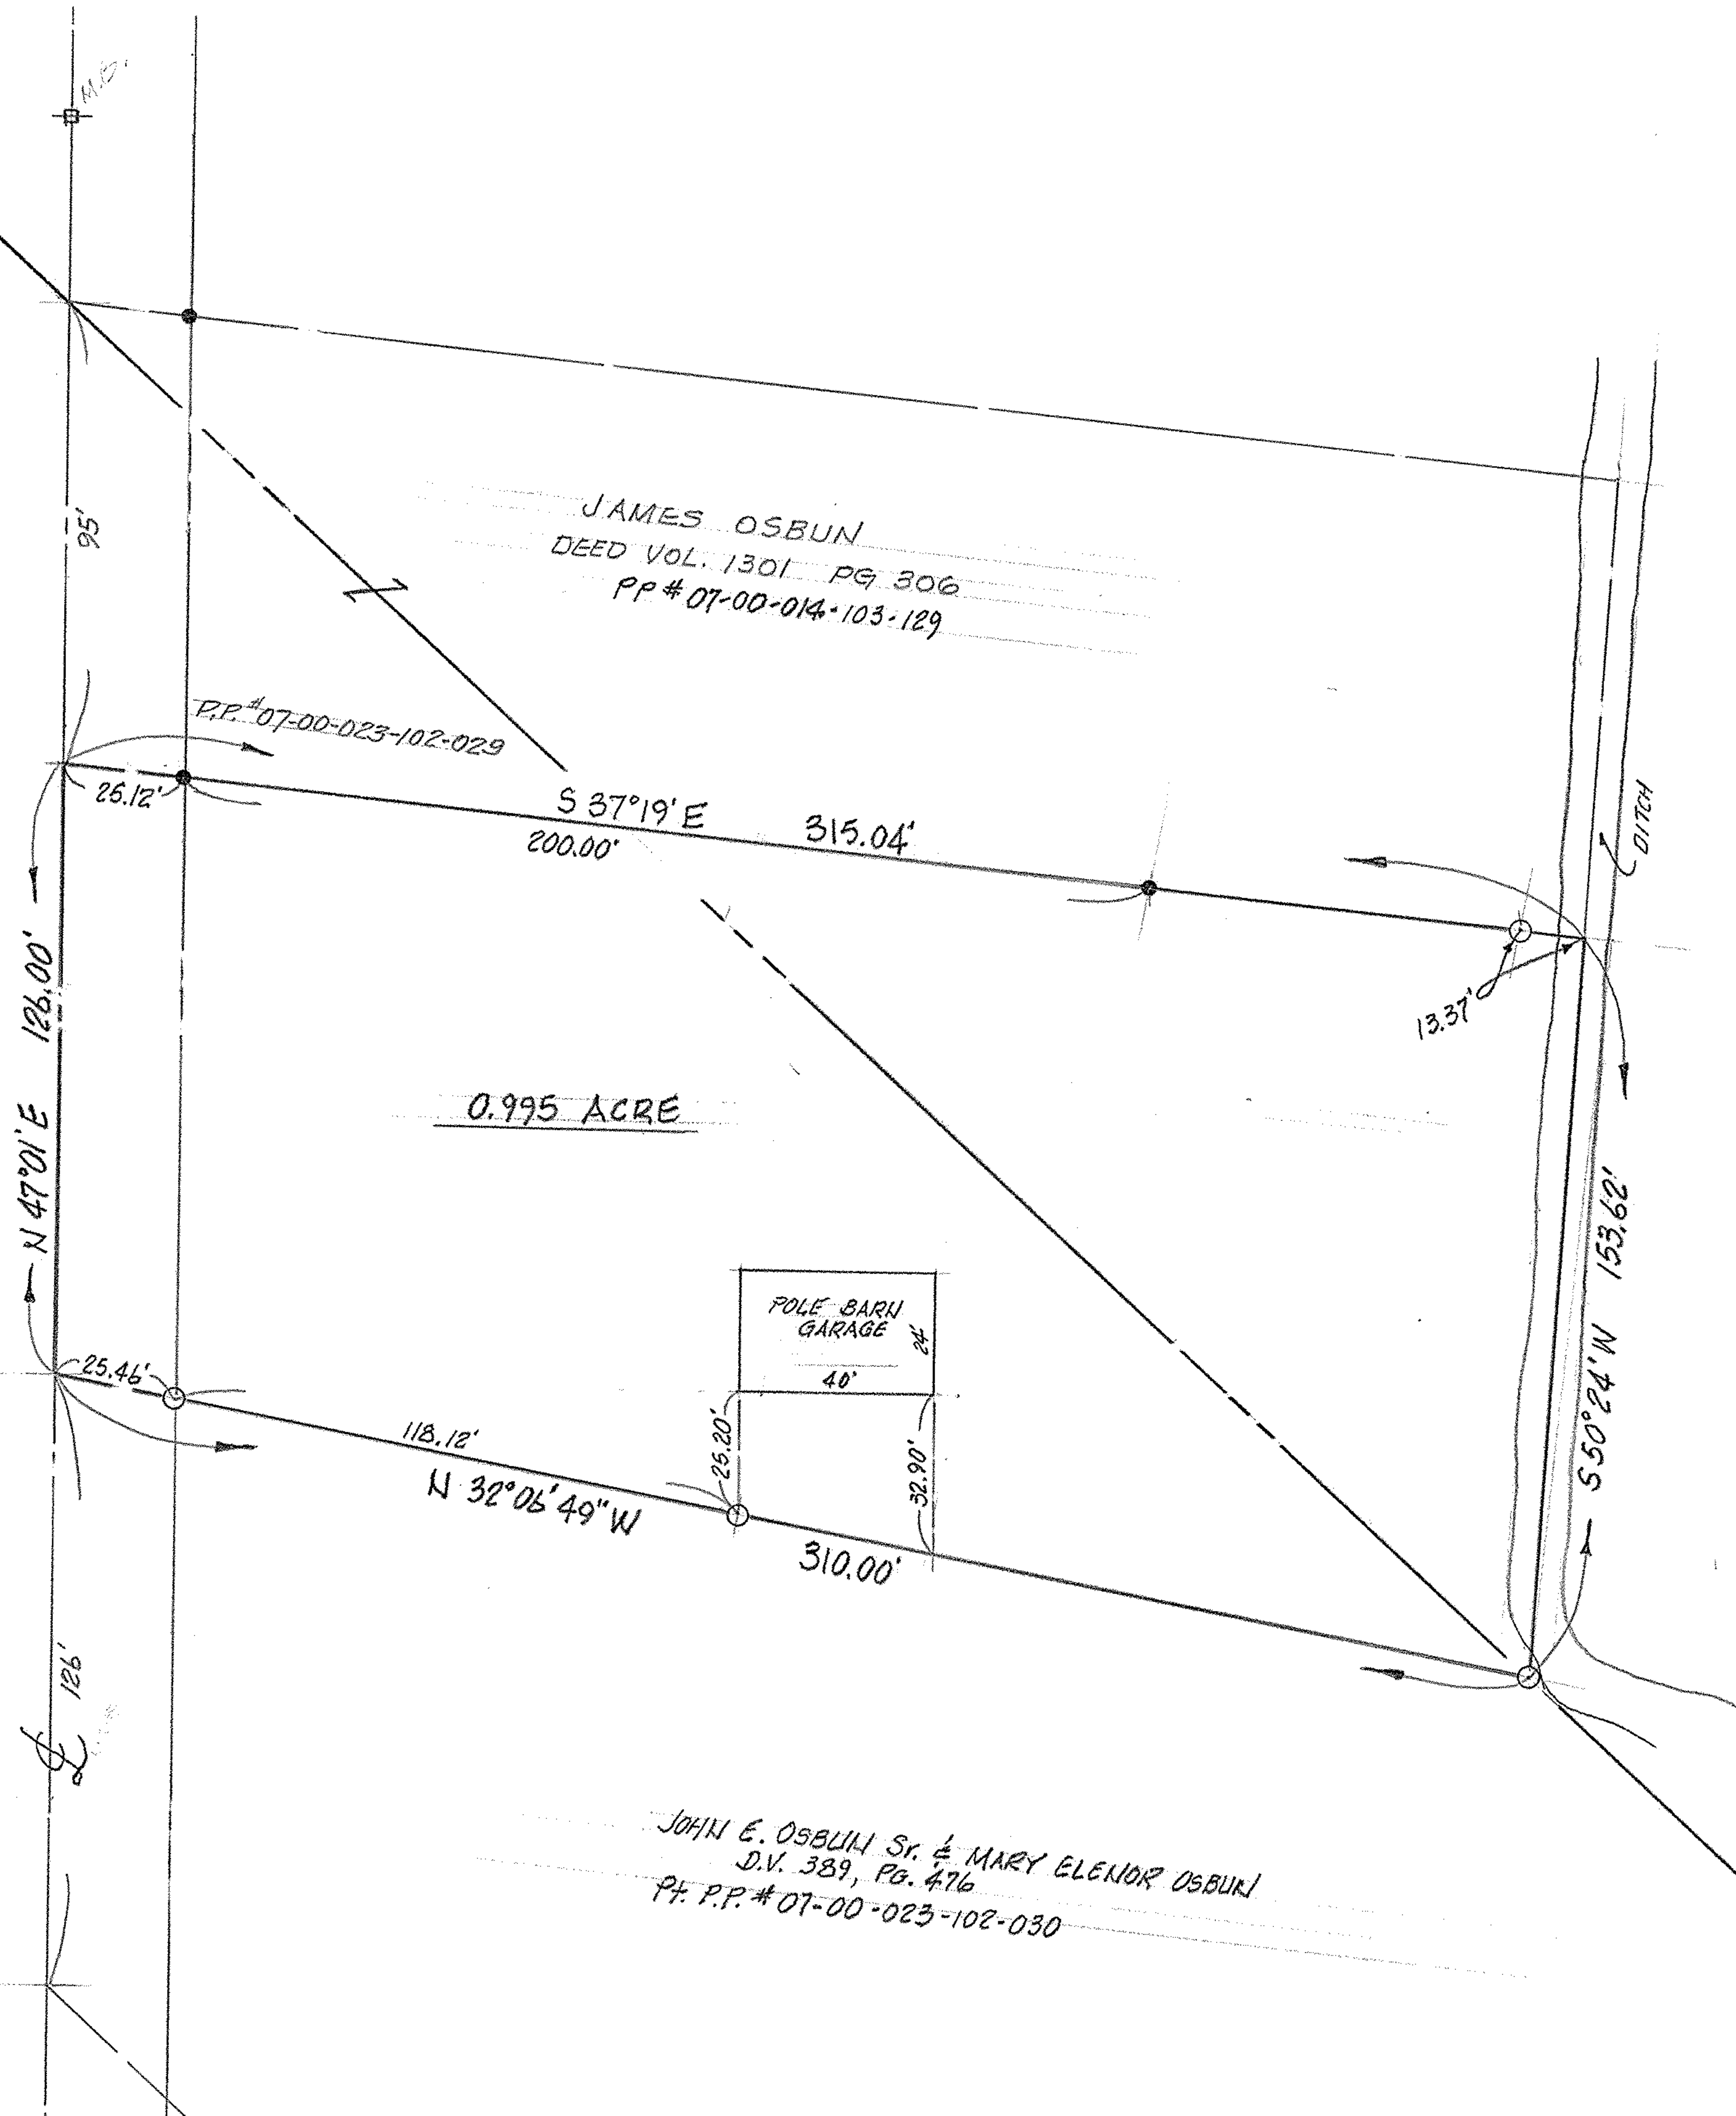 M.B.
95'
JAMES OSBUN
DEED VOL. 1301 PG 306
PP # 07-00-014-103-129
P.P. # 07-00-023-102-029
25.12'
S 37°19' E 315.04'
200.00'
DITCH
13.37'
N 47°01' E 126.00'
0.995 ACRE
S 50°24' W 153.62'
POLE BARN
GARAGE
24'
40'
25.46'
118.12'
25.20'
32.90'
N 32°06'49" W
310.00'
126'
JOHN E. OSBUN Sr. & MARY ELENOR OSBUN
D.V. 389, PG. 476
Pt. P.P. # 07-00-023-102-030